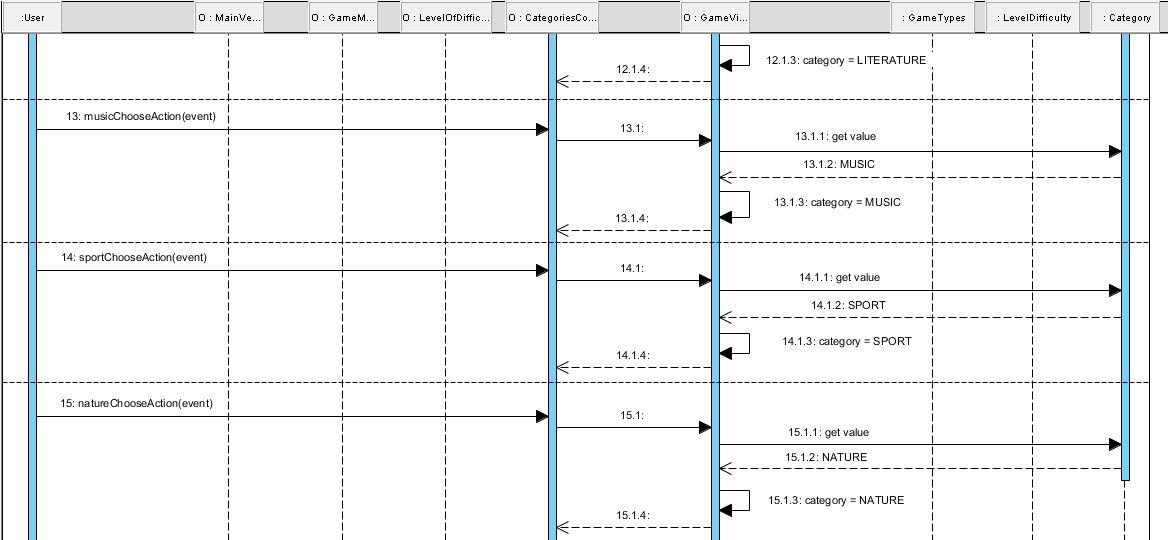 :User
O : MainVe...
O : GameM...
O : LevelOfDiffic...
O : CategoriesCo...
O : GameVi...
: GameTypes
: LevelDifficulty
: Category
12.1.3: category = LITERATURE
12.1.4:
13: musicChooseAction(event)
13.1:
13.1.1: get value
13.1.2: MUSIC
13.1.3: category = MUSIC
13.1.4:
14: sportChooseAction(event)
14.1:
14.1.1: get value
14.1.2: SPORT
14.1.3: category = SPORT
14.1.4:
15: natureChooseAction(event)
15.1:
15.1.1: get value
15.1.2: NATURE
15.1.3: category = NATURE
15.1.4: